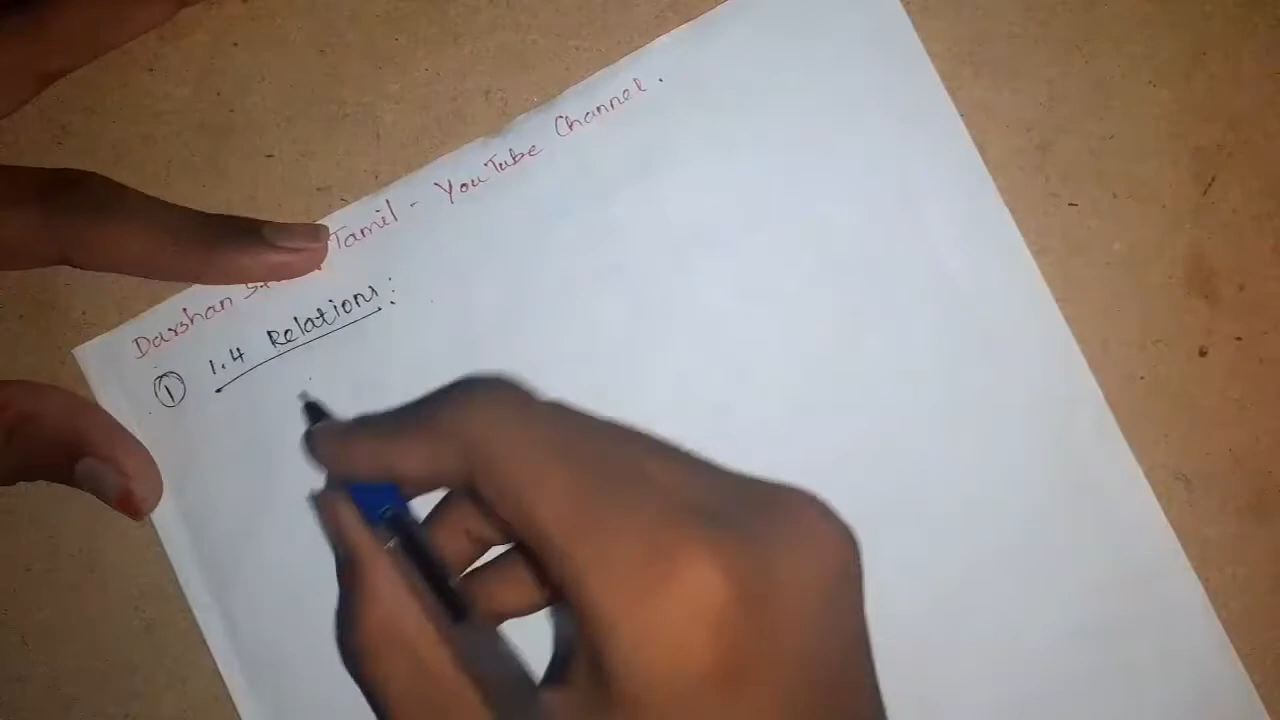 Darshan Tamil - YouTube Channel.
① 1.4 Relations: